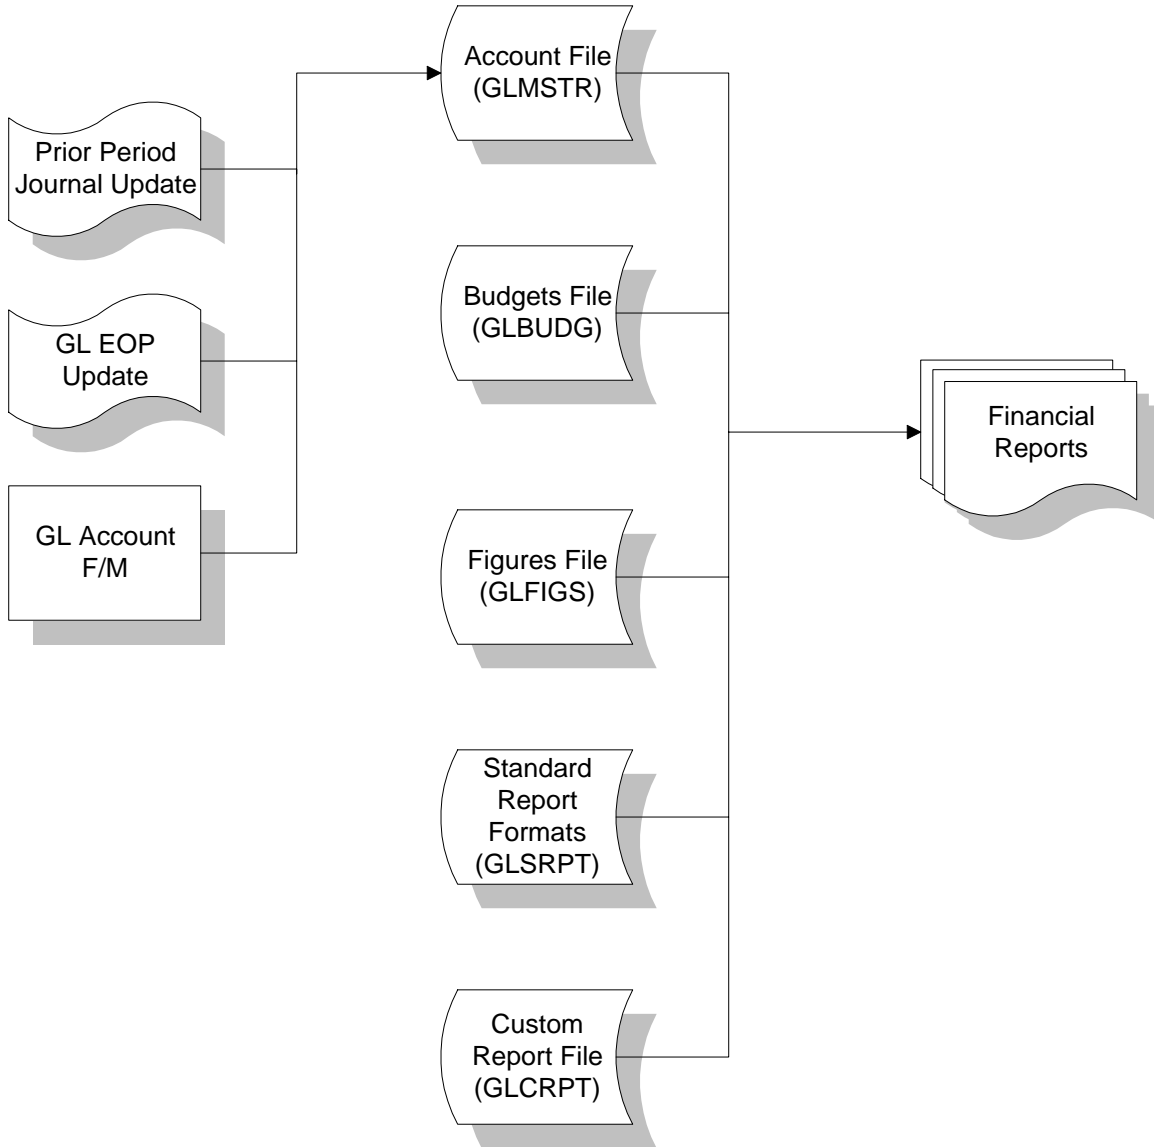 Account File
(GLMSTR)
Prior Period
Journal Update
GL EOP
Update
GL Account
F/M
Budgets File
(GLBUDG)
Figures File
(GLFIGS)
Standard
Report
Formats
(GLSRPT)
Custom
Report File
(GLCRPT)
Financial
Reports